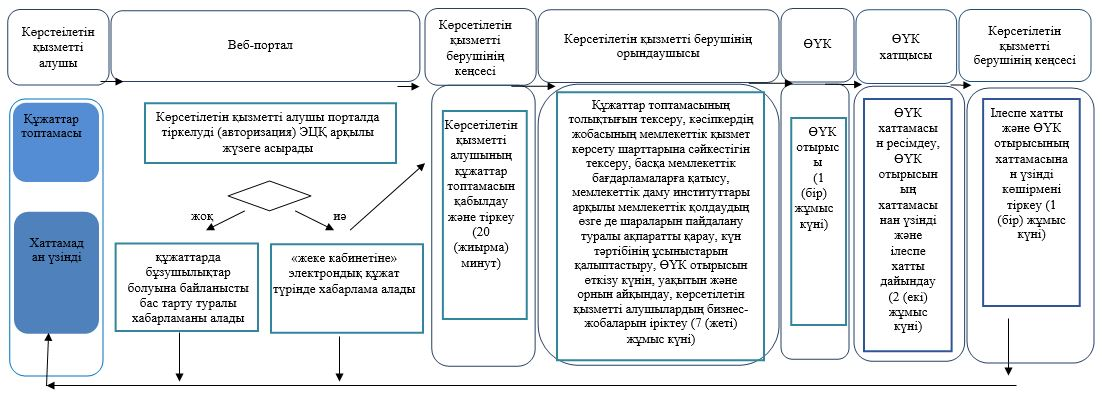 Көрстеілетін
қызметті
алушы
Веб-портал
Көрсетілетін
қызметті
берушінің
кеңсесі
Көрсетілетін қызметті берушінің
орындаушысы
ӨҮК
ӨҮК
хатщысы
Көрсетілетін
қызметті
берушінің кеңсесі
Құжаттар
топтамасы
Хаттамад
ан үзінді
Көрсетілетін қызметті алушы порталда
тіркелуді (авторизация) ЭЦҚ арқылы
жүзеге асырады
жоқ
иә
құжаттарда
бұзушылықтар
болуына байланысты
бас тарту туралы
хабарламаны алады
«жеке кабинетіне»
электрондық құжат
түрінде хабарлама алады
Көрсетілетін
қызметті
алушының
құжаттар
топтамасын
қабылдау
және тіркеу
(20
(жиырма)
минут)
Құжаттар топтамасының
толықтығын тексеру, кәсіпкердің
жобасының мемлекеттік қызмет
көрсету шарттарына сәйкестігін
тексеру, басқа мемлекеттік
бағдарламаларға қатысу,
мемлекеттік даму институттары
арқылы мемлекеттік қолдаудың
өзге де шараларын пайдалану
туралы ақпаратты қарау, күн
тәртібінің ұсыныстарын
қалыптастыру, ӨҮК отырысын
өткізу күнін, уақытын және
орнын айқындау, көрсетілетін
қызметті алушылардың бизнес-
жобаларын іріктеу (7 (жеті)
жұмыс күні)
ӨҮК
отырыс
ы
(1
(бір)
жұмыс
күні)
ӨҮК
хаттамасы
н ресімдеу,
ӨҮК
отырысын
ың
хаттамасы
нан үзінді
және
ілеспе
хатты
дайындау
(2 (екі)
жұмыс
күні)
Ілеспе хатты
және ӨҮК
отырысының
хаттамасына
н үзінді
көшірмені
тіркеу (1
(бір) жұмыс
күні)